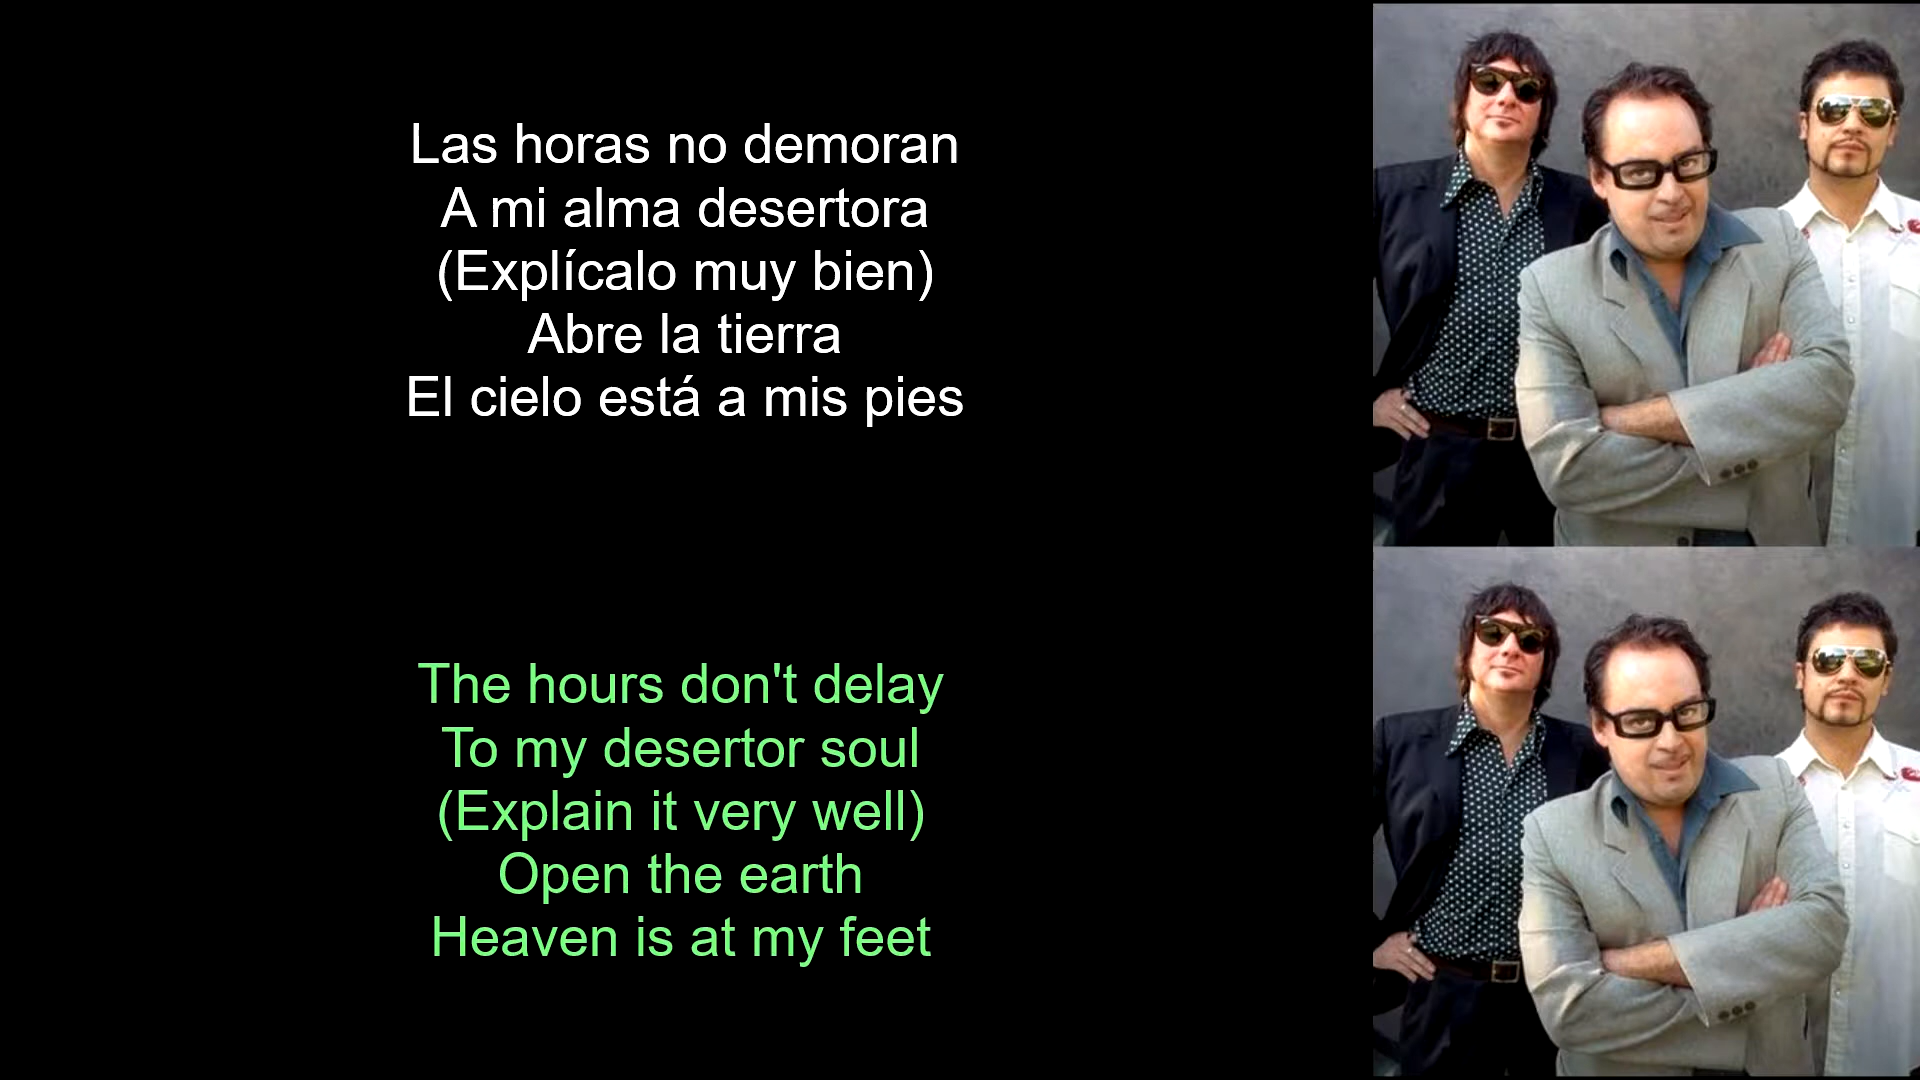 Las horas no demoran
A mi alma desertora
(Explícalo muy bien)
Abre la tierra
El cielo está a mis pies
The hours don't delay
To my desertor soul
(Explain it very well)
Open the earth
Heaven is at my feet